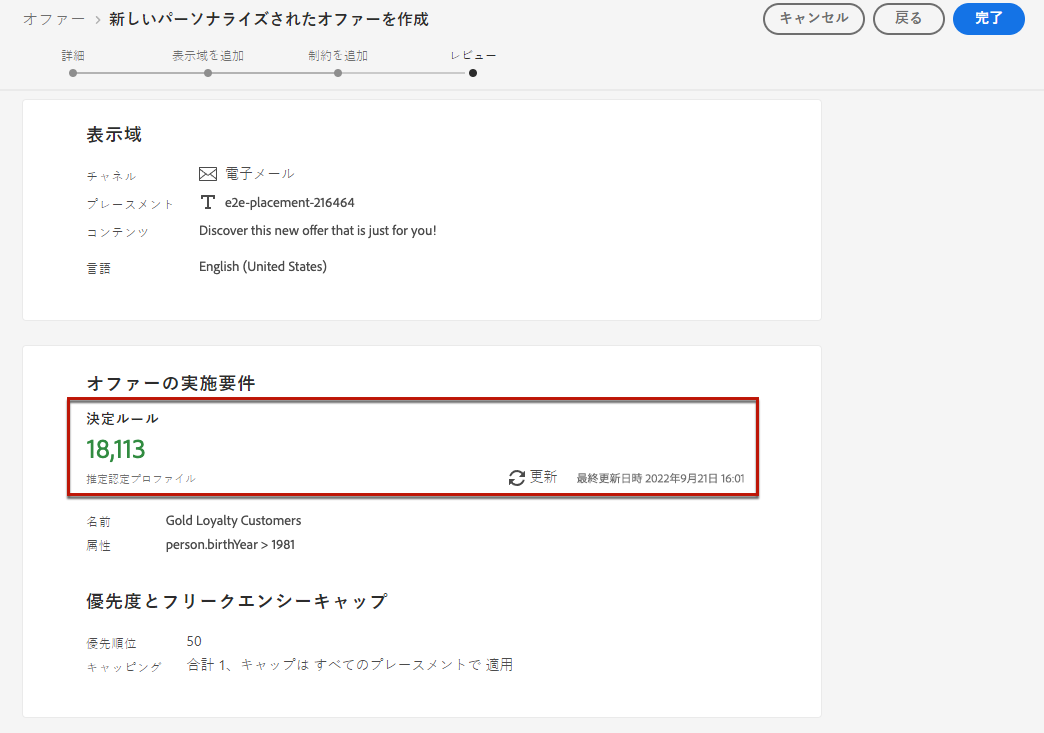 オファー > 新しいパーソナライズされたオファーを作成
キャンセル 戻る 完了
詳細 表示域を追加 制約を追加 レビュー
表示域
チャネル 電子メール
プレースメント e2e-placement-216464
コンテンツ Discover this new offer that is just for you!
言語 English (United States)
オファーの実施要件
決定ルール
18,113
推定認定プロファイル 更新 最終更新日時 2022年9月21日 16:01
名前 Gold Loyalty Customers
属性 person.birthYear > 1981
優先度とフリークエンシーキャップ
優先順位 50
キャッピング 合計 1、キャップは すべてのプレースメントで 適用